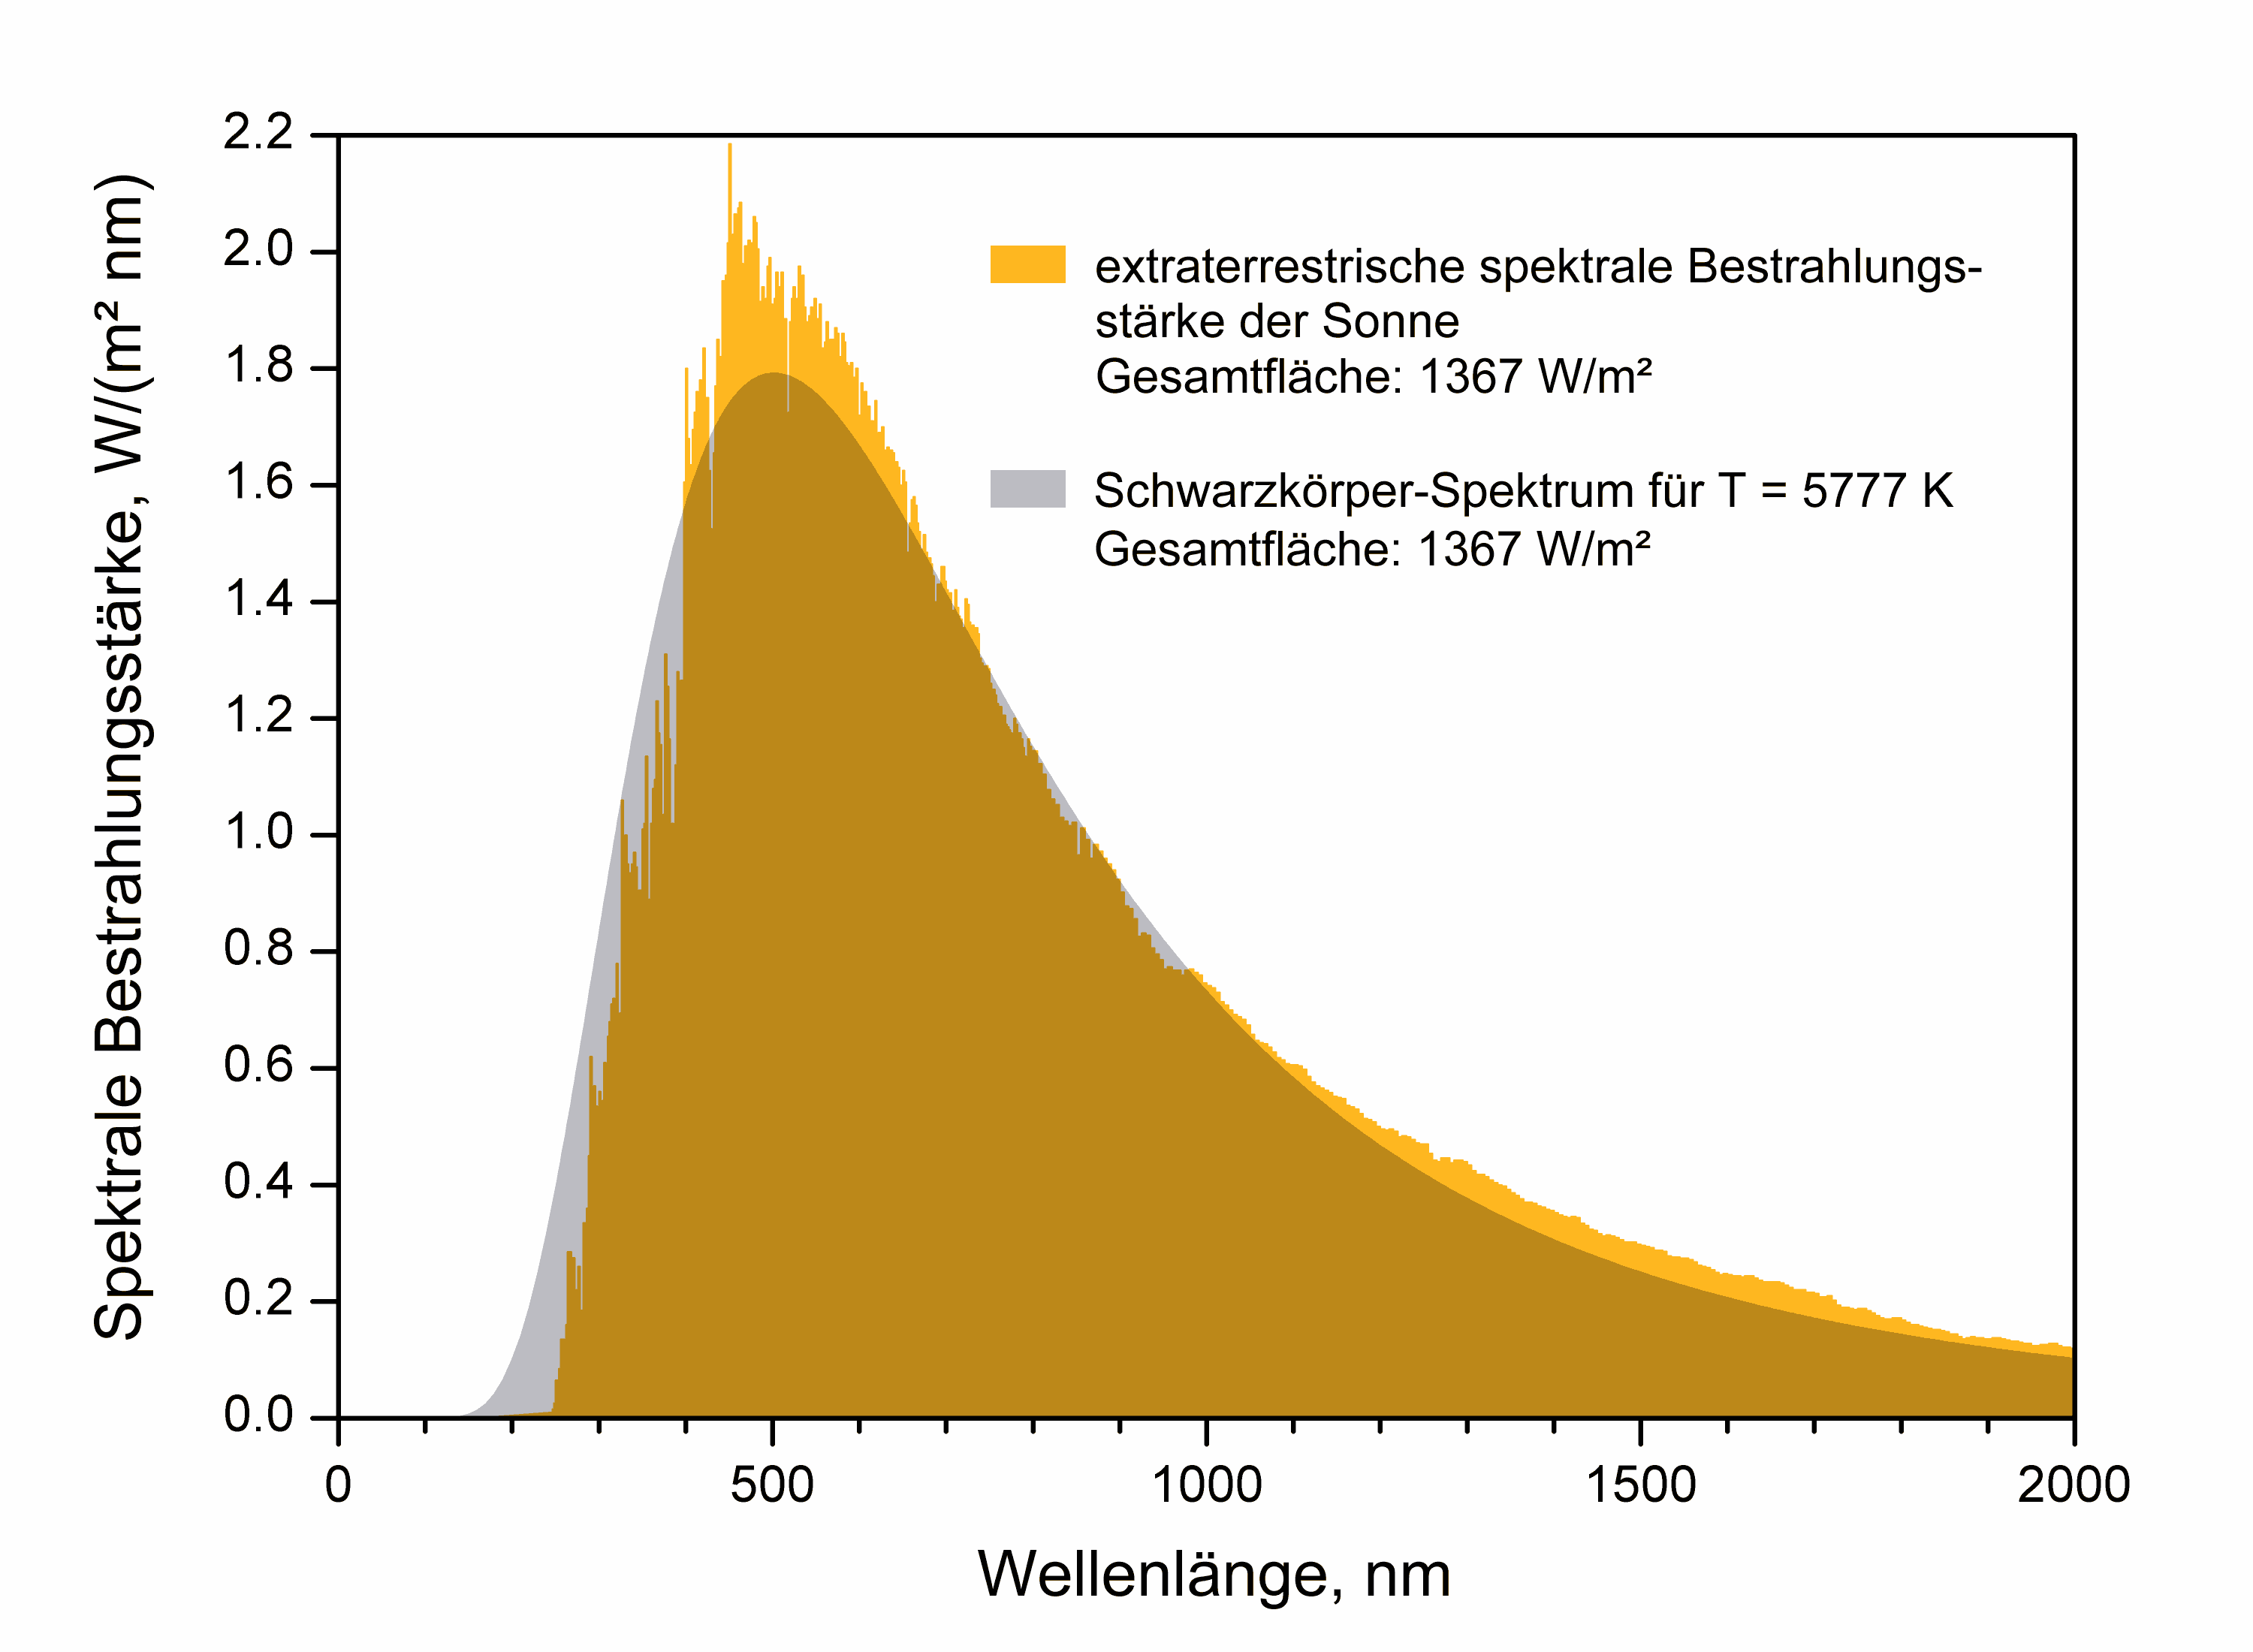 Spektrale Bestrahlungsstärke, W/(m² nm)
2.2
2.0
1.8
1.6
1.4
1.2
1.0
0.8
0.6
0.4
0.2
0.0
extraterrestrische spektrale Bestrahlungs-
stärke der Sonne
Gesamtfläche: 1367 W/m²
Schwarzkörper-Spektrum für T = 5777 K
Gesamtfläche: 1367 W/m²
0 500 1000 1500 2000
Wellenlänge, nm